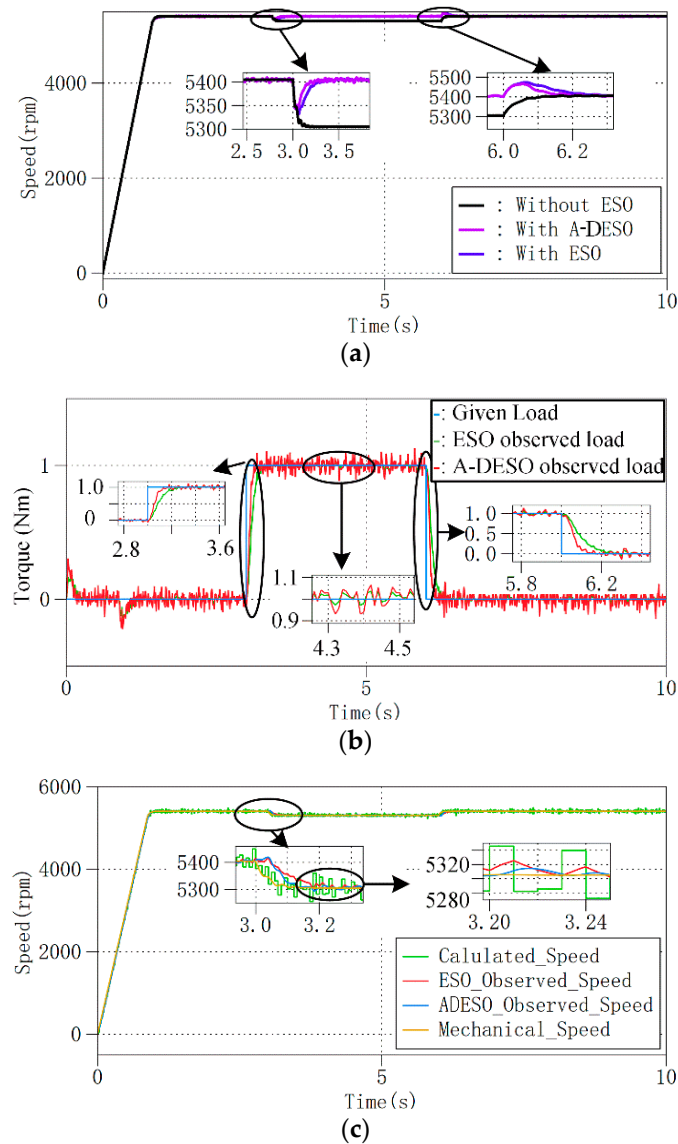 Speed(rpm)
5000
2000
0
5400
5350
5300
2.5 3.0 3.5
5500
5400
5300
6.0 6.2
: Without ESO
: With A-DESO
: With ESO
0 5 10
Time(s)
(a)
Torque (Nm)
1
0
: Given Load
: ESO observed load
: A-DESO observed load
1.0
0
2.8 3.6
1.0
0.5
0.0
5.8 6.2
1.1
0.9
4.3 4.5
0 5 10
Time(s)
(b)
Speed(rpm)
6000
4000
2000
0
5400
5300
3.0 3.2
5320
5280
3.20 3.24
Calulated_Speed
ESO_Observed_Speed
ADESO_Observed_Speed
Mechanical_Speed
0 5 10
Time(s)
(c)